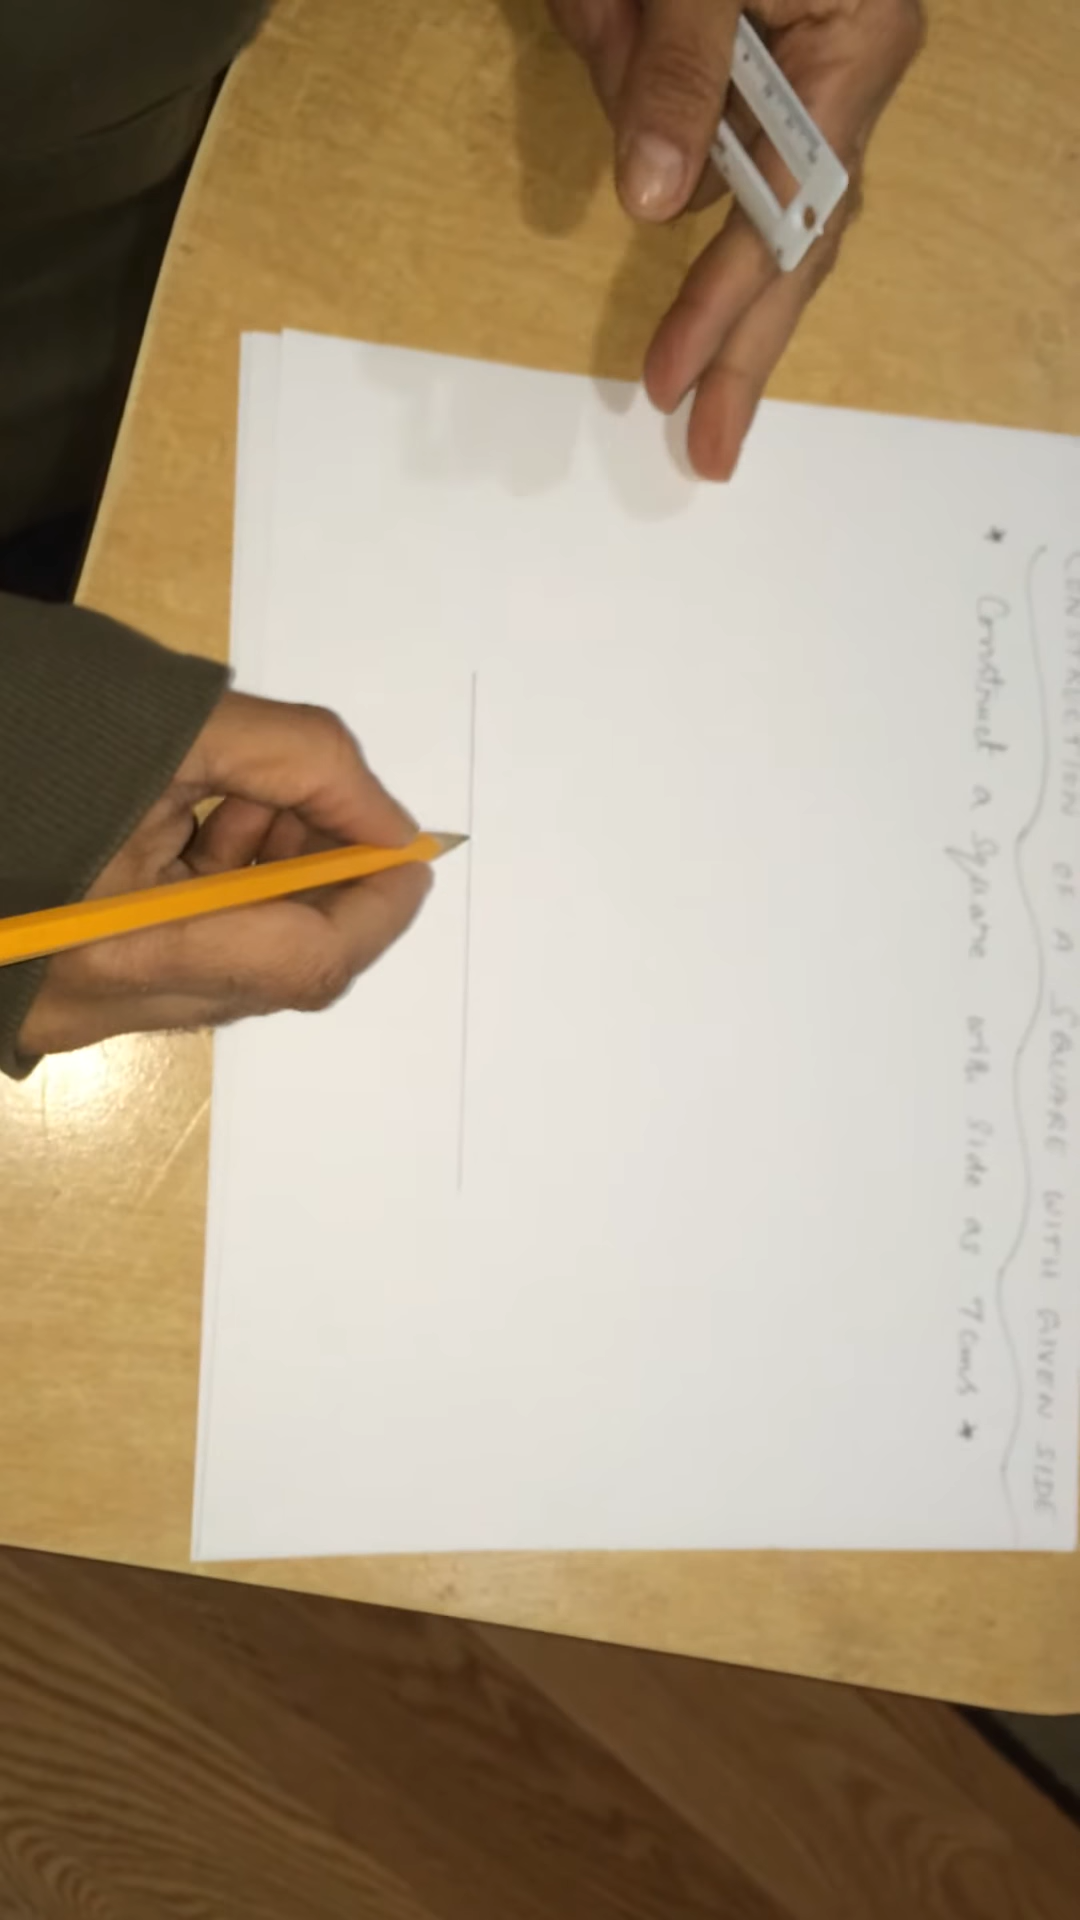 CONSTRUCTION OF A SQUARE WITH GIVEN SIDE
* Construct a Square with side as 7cms *